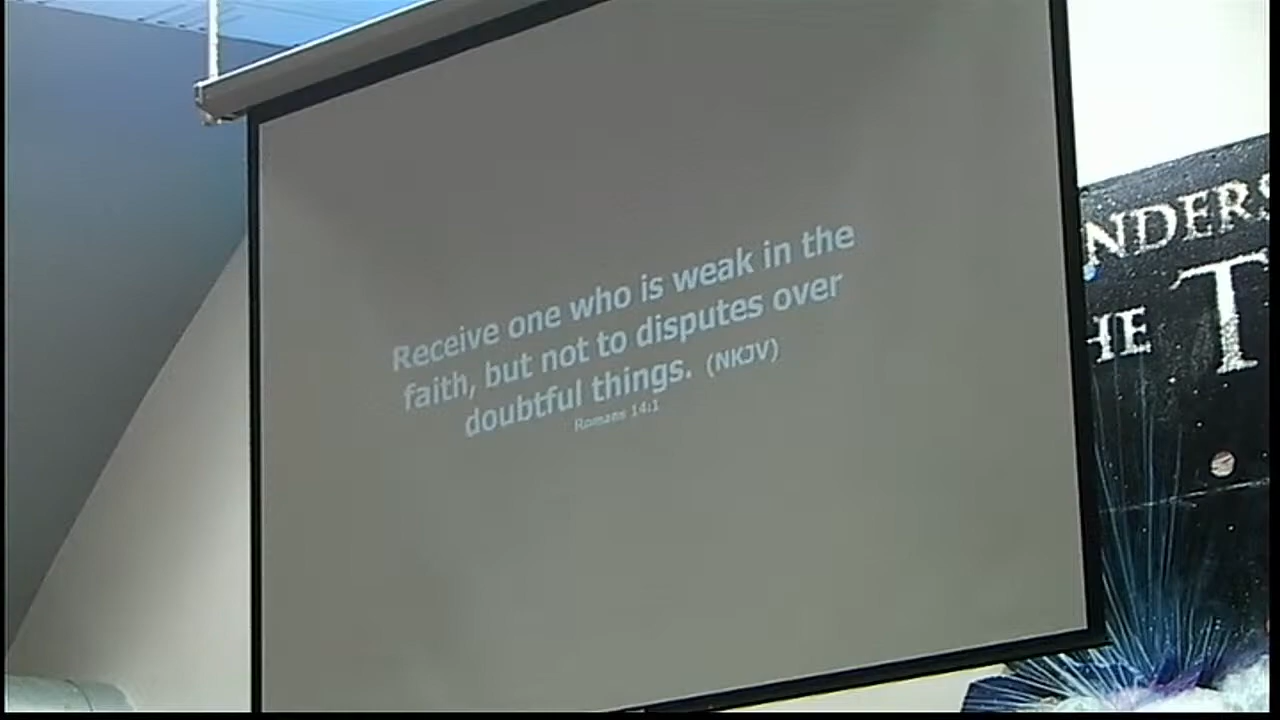 Receive one who is weak in the
faith, but not to disputes over
doubtful things. (NKJV)
Romans 14:1
NDERS
HE T